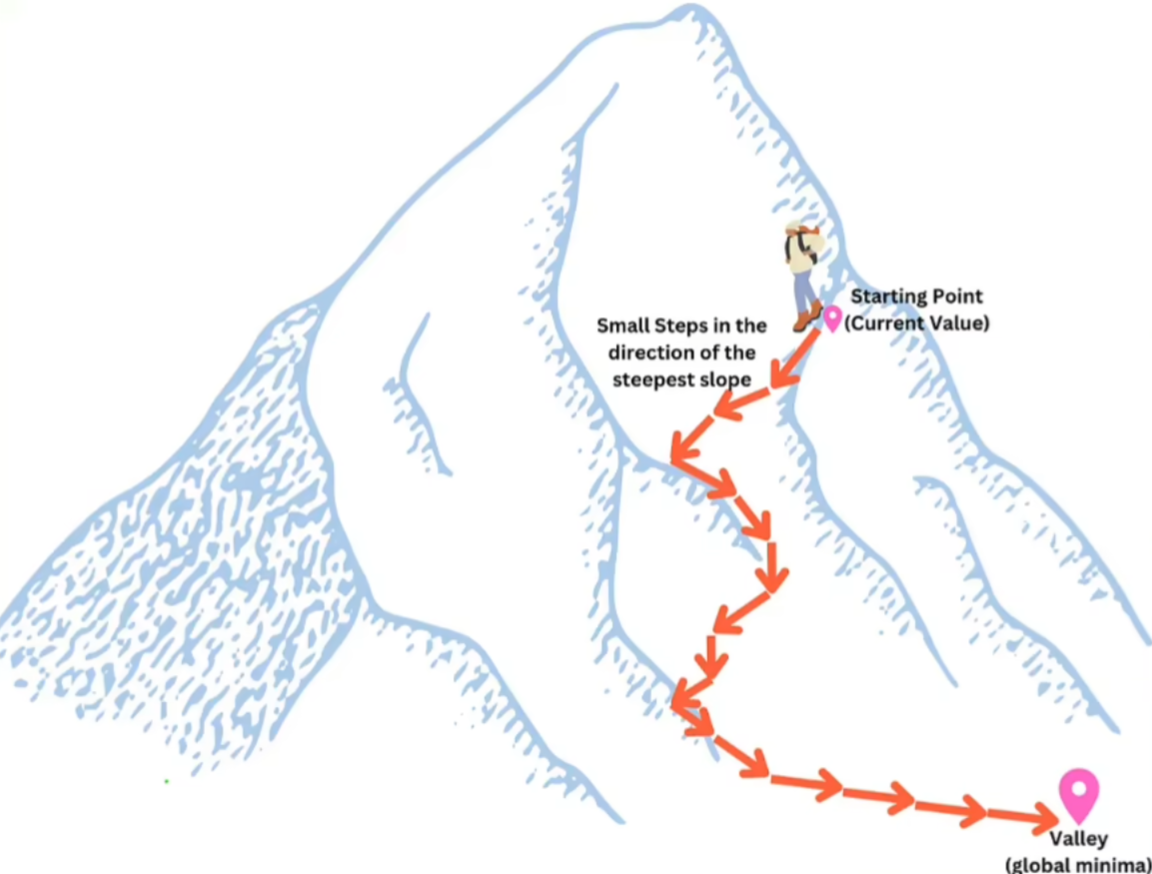 Starting Point
(Current Value)
Small Steps in the
direction of the
steepest slope
Valley
(global minima)